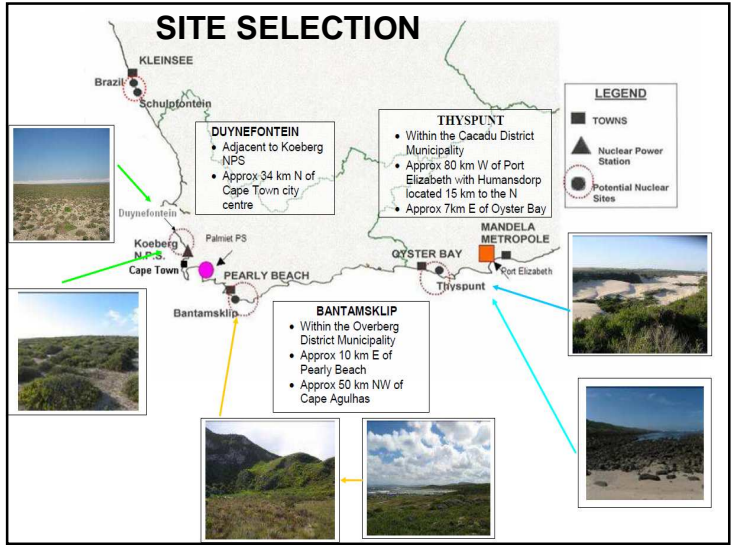 SITE SELECTION
KLEINSEE
Brazil
Schulpfontein
DUYNEFONTEIN
• Adjacent to Koeberg
NPS
• Approx 34 km N of
Cape Town city
centre
THYSPUNT
• Within the Cacadu District
Municipality
• Approx 80 km W of Port
Elizabeth with Humansdorp
located 15 km to the N
• Approx 7km E of Oyster Bay
LEGEND
TOWNS
Nuclear Power
Station
Potential Nuclear
Sites
Duynefontein
Koeberg
N.P.S.
Cape Town
Palmiet PS
PEARLY BEACH
Bantamsklip
OYSTER BAY
Thyspunt
MANDELA
METROPOLE
Port Elizabeth
BANTAMSKLIP
• Within the Overberg
District Municipality
• Approx 10 km E of
Pearly Beach
• Approx 50 km NW of
Cape Agulhas